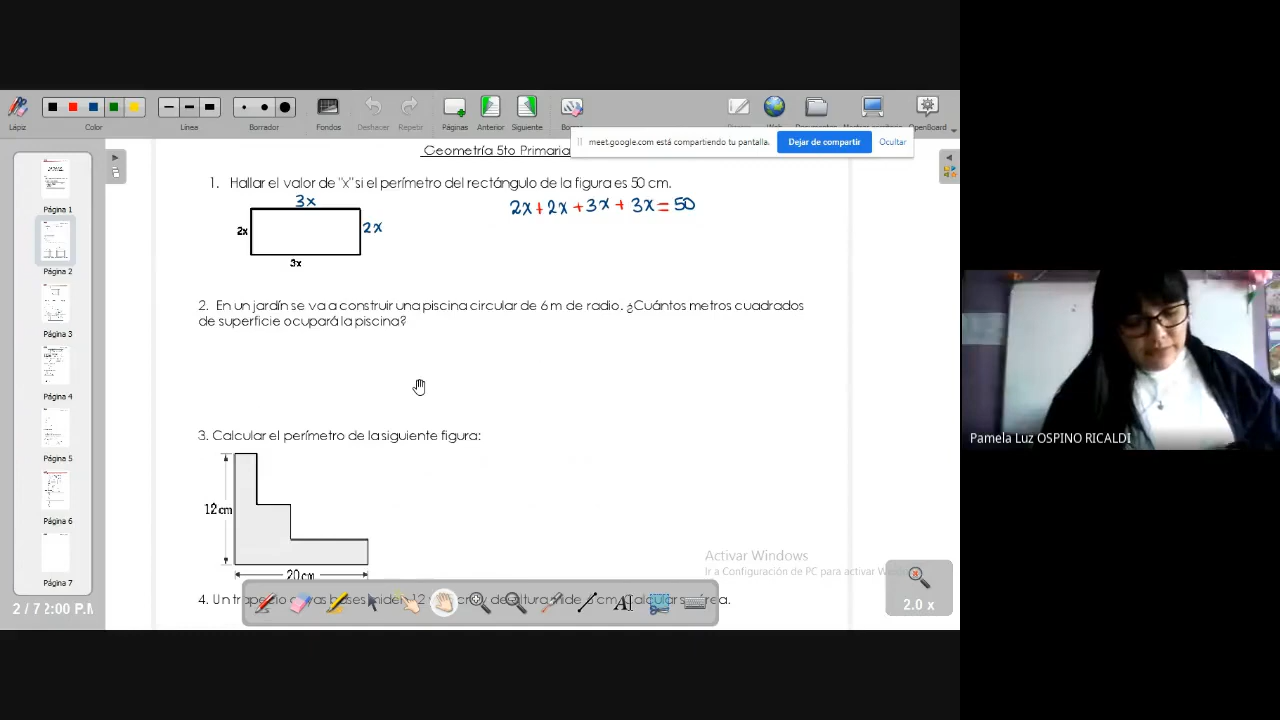 Lápiz
Color
Línea
Borrador
Fondos
Deshacer
Repetir
Páginas
Anterior
Siguiente
OpenBoard
meet.google.com está compartiendo tu pantalla.
Dejar de compartir
Ocultar
Página 1
Página 2
Página 3
Página 4
Página 5
Página 6
Página 7
2 / 7
2:00 P.M
Geometría 5to Primaria
1. Hallar el valor de "x" si el perímetro del rectángulo de la figura es 50 cm.
3x
2x + 2x + 3x + 3x = 50
2x
2x
3x
2. En un jardín se va a construir una piscina circular de 6 m de radio. ¿Cuántos metros cuadrados
de superficie ocupará la piscina?
3. Calcular el perímetro de la siguiente figura:
12 cm
20 cm
4. Un
Activar Windows
Ir a Configuración de PC para activar
2.0 x
Pamela Luz OSPINO RICALDI